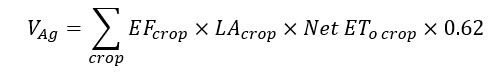 V_Ag = ∑_crop EF_crop × LA_crop × Net ET_o crop × 0.62